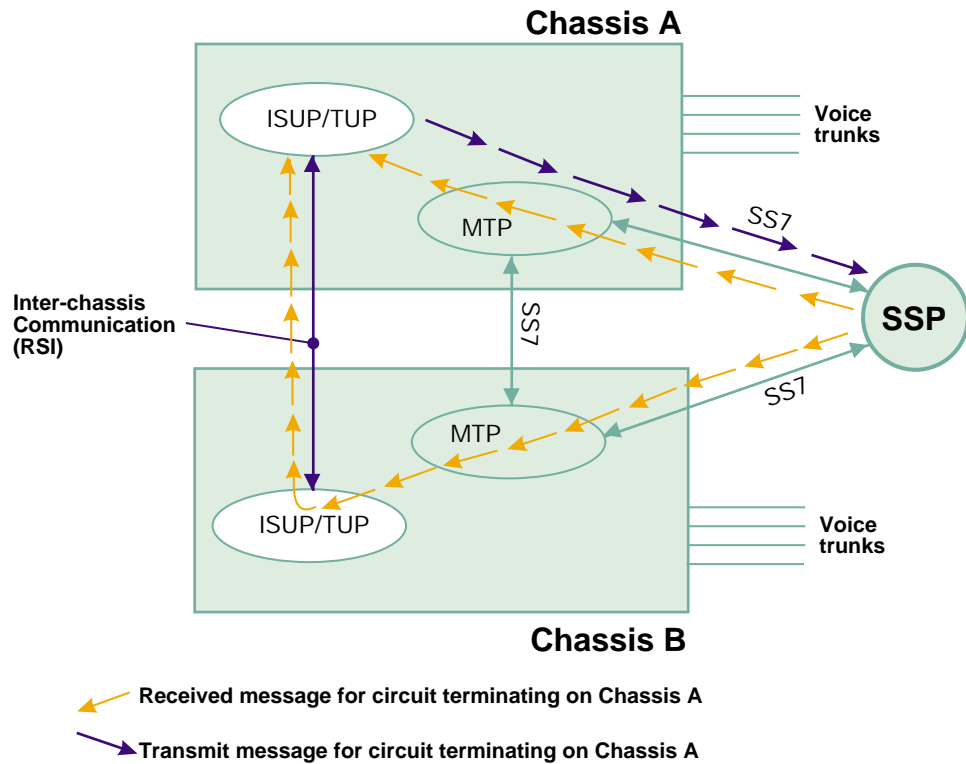 Chassis A
ISUP/TUP
Voice
trunks
MTP
SS7
Inter-chassis
Communication
(RSI)
SS7
SSP
SS7
MTP
ISUP/TUP
Voice
trunks
Chassis B
Received message for circuit terminating on Chassis A
Transmit message for circuit terminating on Chassis A